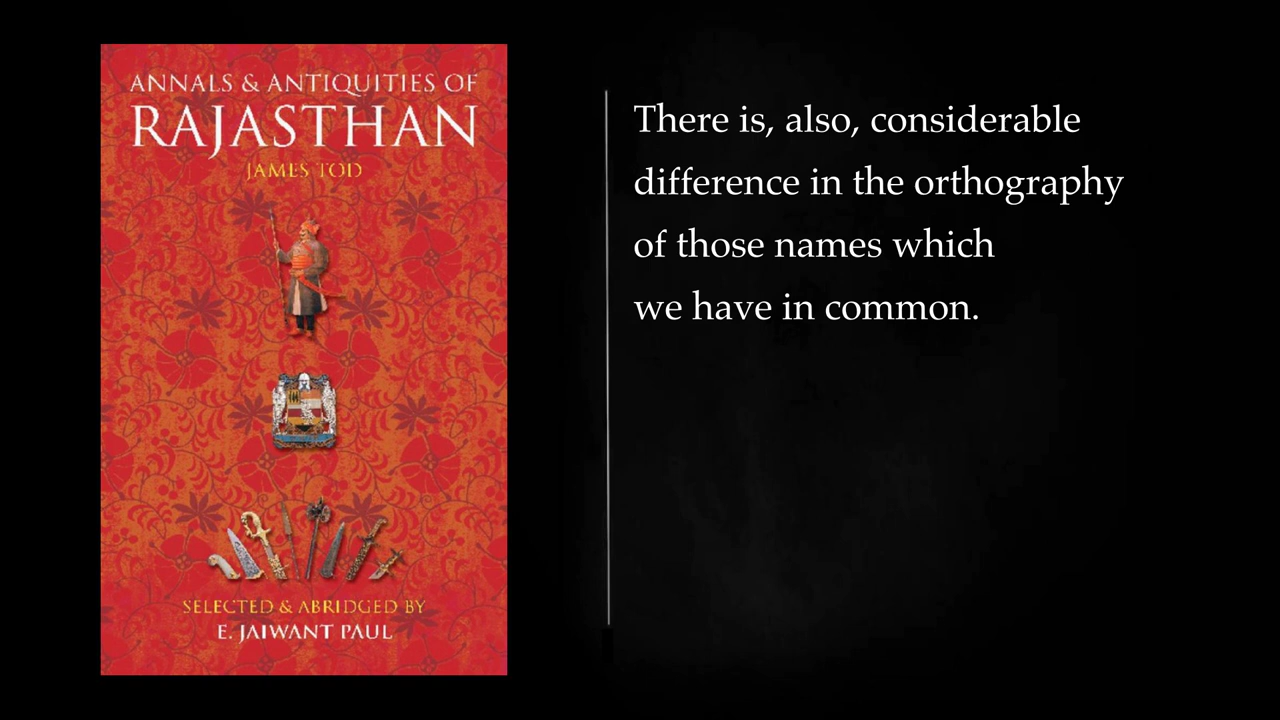 ANNALS & ANTIQUITIES OF
RAJASTHAN
JAMES TOD
SELECTED & ABRIDGED BY
E. JAIWANT PAUL
There is, also, considerable
difference in the orthography
of those names which
we have in common.